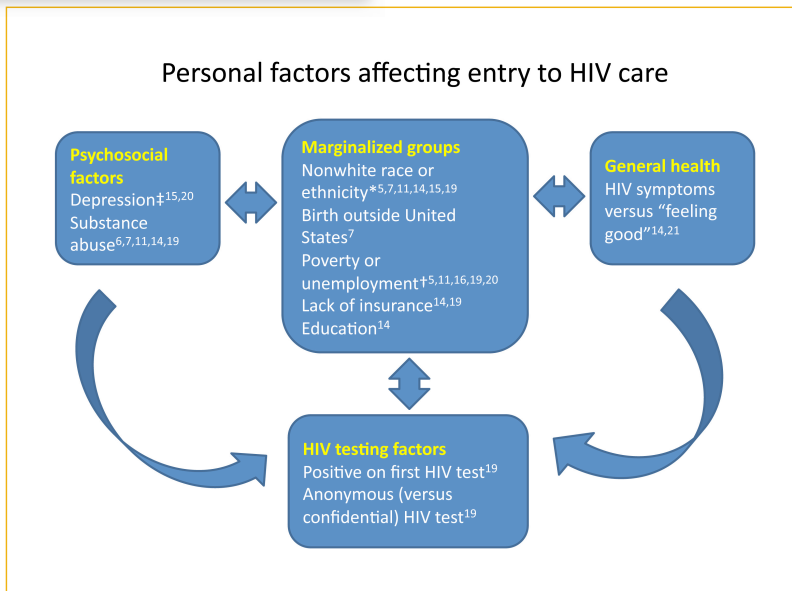 Personal factors affecting entry to HIV care
Psychosocial
factors
Depression‡15,20
Substance
abuse6,7,11,14,19
Marginalized groups
Nonwhite race or
ethnicity*5,7,11,14,15,19
Birth outside United
States7
Poverty or
unemployment†5,11,16,19,20
Lack of insurance14,19
Education14
General health
HIV symptoms
versus “feeling
good”14,21
HIV testing factors
Positive on first HIV test19
Anonymous (versus
confidential) HIV test19